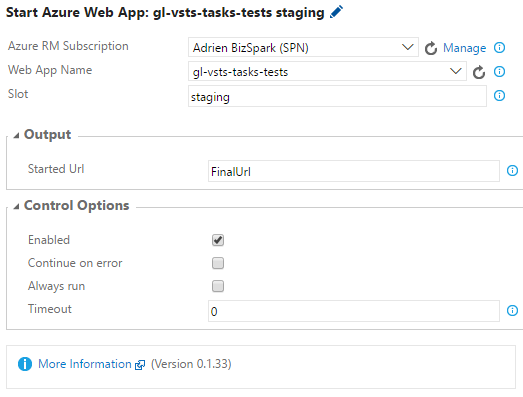 Start Azure Web App: gl-vsts-tasks-tests staging
Azure RM Subscription Adrien BizSpark (SPN) Manage
Web App Name gl-vsts-tasks-tests
Slot staging
Output
Started Url FinalUrl
Control Options
Enabled
Continue on error
Always run
Timeout 0
More Information (Version 0.1.33)